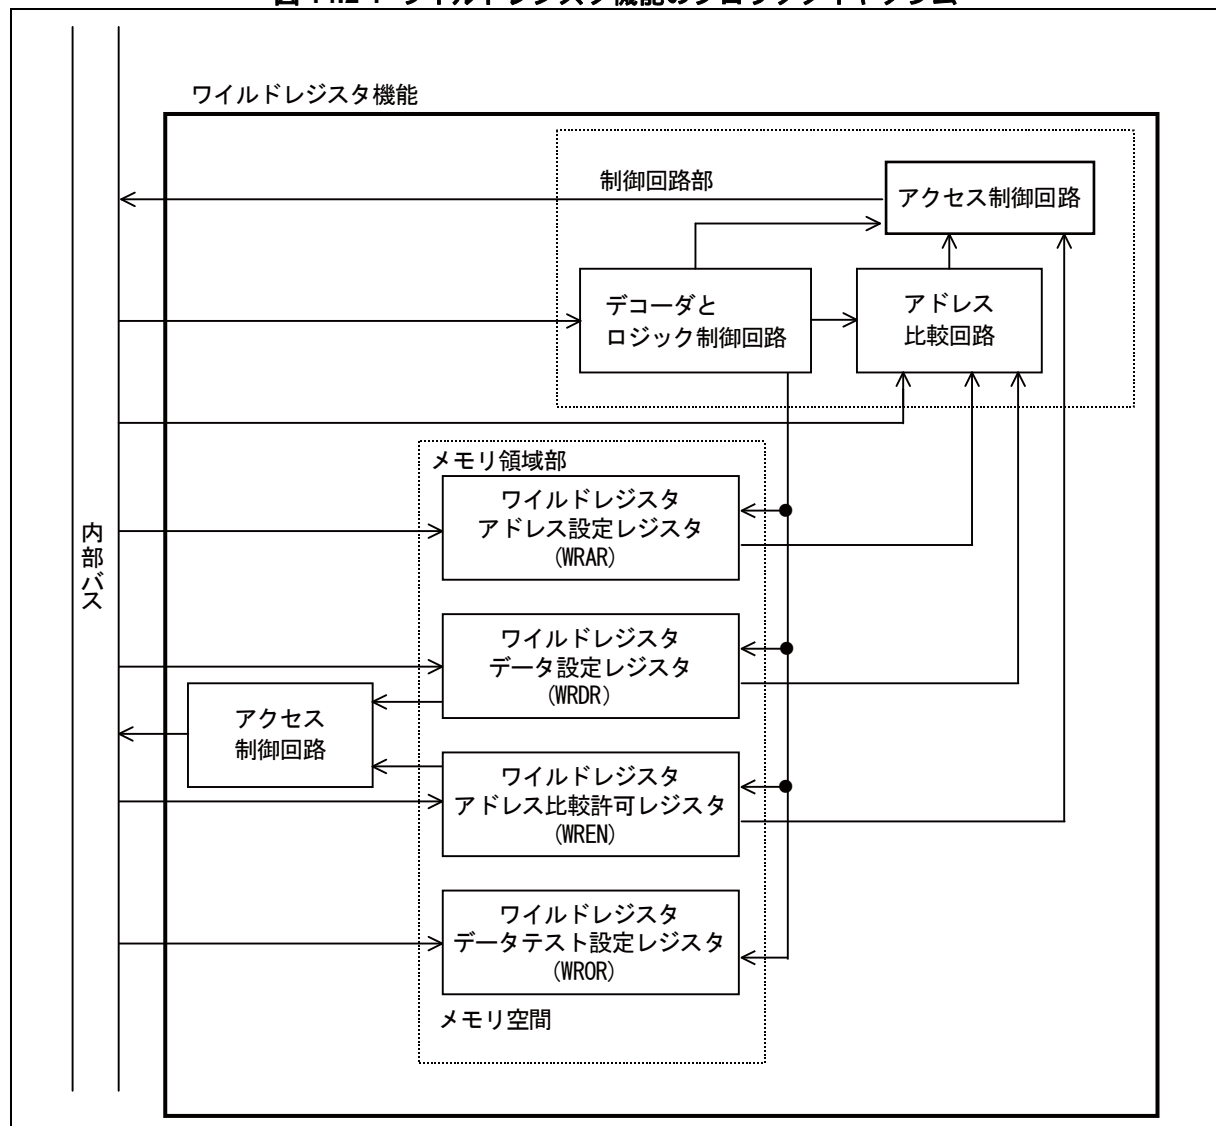 ワイルドレジスタ機能
制御回路部
アクセス制御回路
デコーダと
ロジック制御回路
アドレス
比較回路
メモリ領域部
ワイルドレジスタ
アドレス設定レジスタ
(WRAR)
内部バス
ワイルドレジスタ
データ設定レジスタ
(WRDR)
アクセス
制御回路
ワイルドレジスタ
アドレス比較許可レジスタ
(WREN)
ワイルドレジスタ
データテスト設定レジスタ
(WROR)
メモリ空間